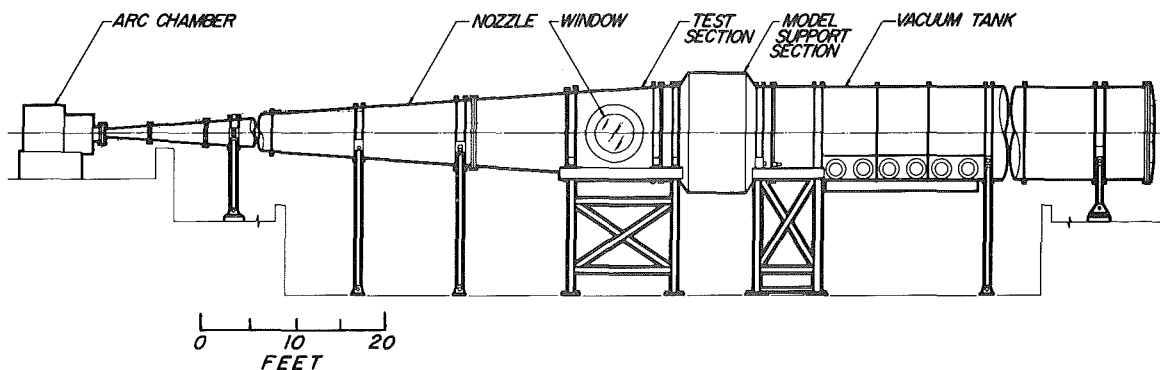 ARC CHAMBER
NOZZLE
WINDOW
TEST
SECTION
MODEL
SUPPORT
SECTION
VACUUM TANK
0 10 20
FEET